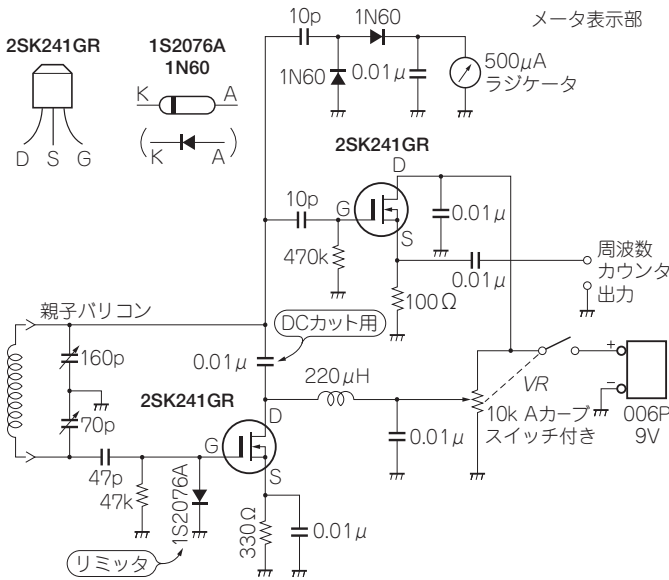 10p
1N60
メータ表示部
2SK241GR
1S2076A
1N60
K
A
1N60
0.01μ
500μA
ラジケータ
D S G
(K A)
2SK241GR
D
10p
G
0.01μ
S
470k
0.01μ
周波数
カウンタ
出力
100Ω
親子バリコン
DCカット用
160p
0.01μ
220μH
+
VR
−
70p
2SK241GR
D
10k Aカーブ
スイッチ付き
006P
9V
G
0.01μ
47p
S
47k
1S2076A
330Ω
0.01μ
リミッタ